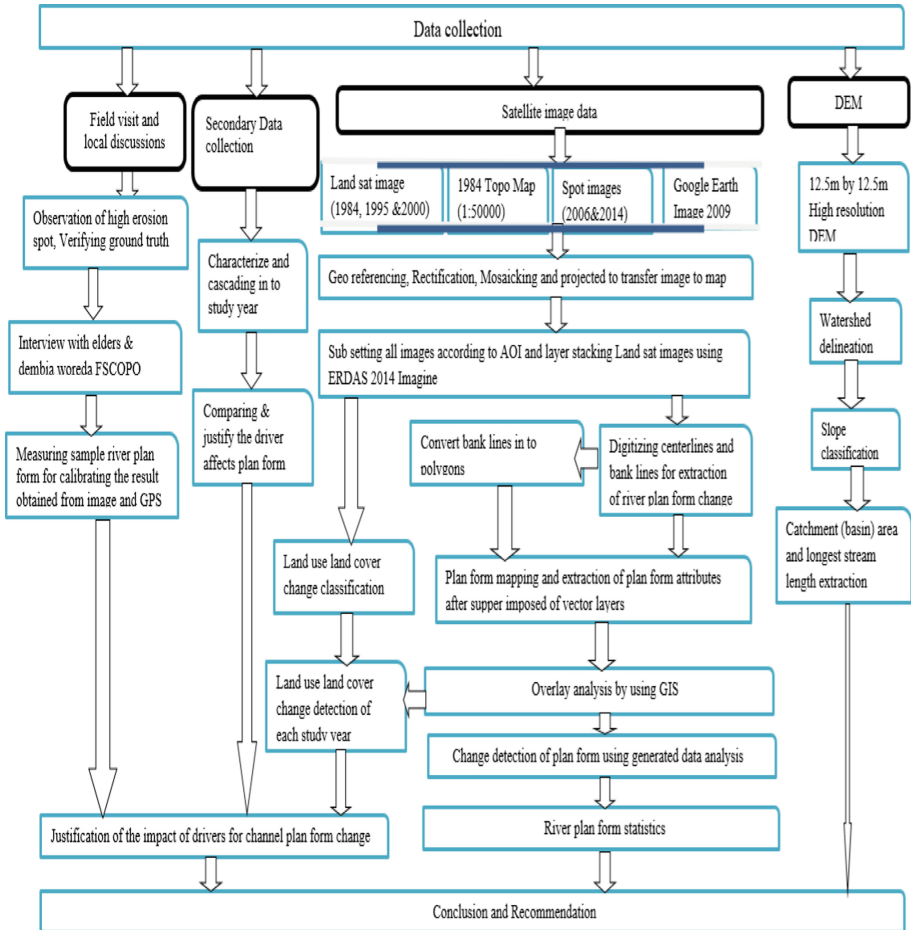 Data collection
Field visit and
local discussions
Secondary Data
collection
Satellite image data
DEM
Land sat image
(1984, 1995 &2000)
1984 Topo Map
(1:50000)
Spot images
(2006&2014)
Google Earth
Image 2009
12.5m by 12.5m
High resolution
DEM
Observation of high erosion
spot, Verifying ground truth
Characterize and
cascading in to
study year
Geo referencing, Rectification, Mosaicking and projected to transfer image to map
Watershed
delineation
Interview with elders &
dembia woreda FSCOPO
Sub setting all images according to AOI and layer stacking Land sat images using
ERDAS 2014 Imagine
Comparing &
justify the driver
affects plan form
Convert bank lines in to
polygons
Digitizing centerlines and
bank lines for extraction
of river plan form change
Slope
classification
Measuring sample river plan
form for calibrating the result
obtained from image and GPS
Catchment (basin) area
and longest stream
length extraction
Land use land cover
change classification
Plan form mapping and extraction of plan form attributes
after supper imposed of vector layers
Land use land cover
change detection of
each study year
Overlay analysis by using GIS
Change detection of plan form using generated data analysis
Justification of the impact of drivers for channel plan form change
River plan form statistics
Conclusion and Recommendation